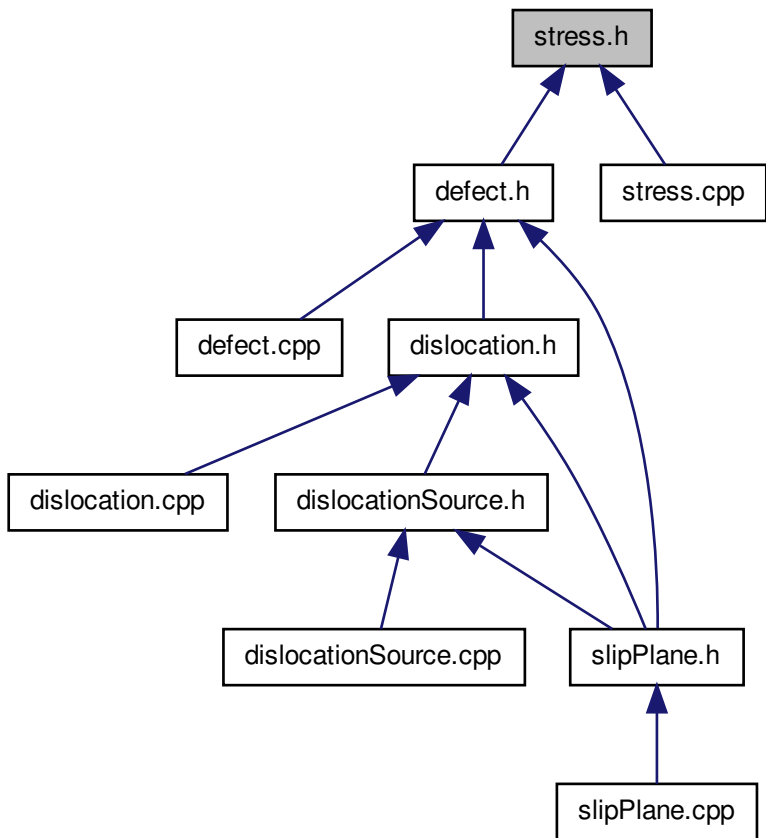 stress.h
defect.h
stress.cpp
defect.cpp
dislocation.h
dislocation.cpp
dislocationSource.h
dislocationSource.cpp
slipPlane.h
slipPlane.cpp